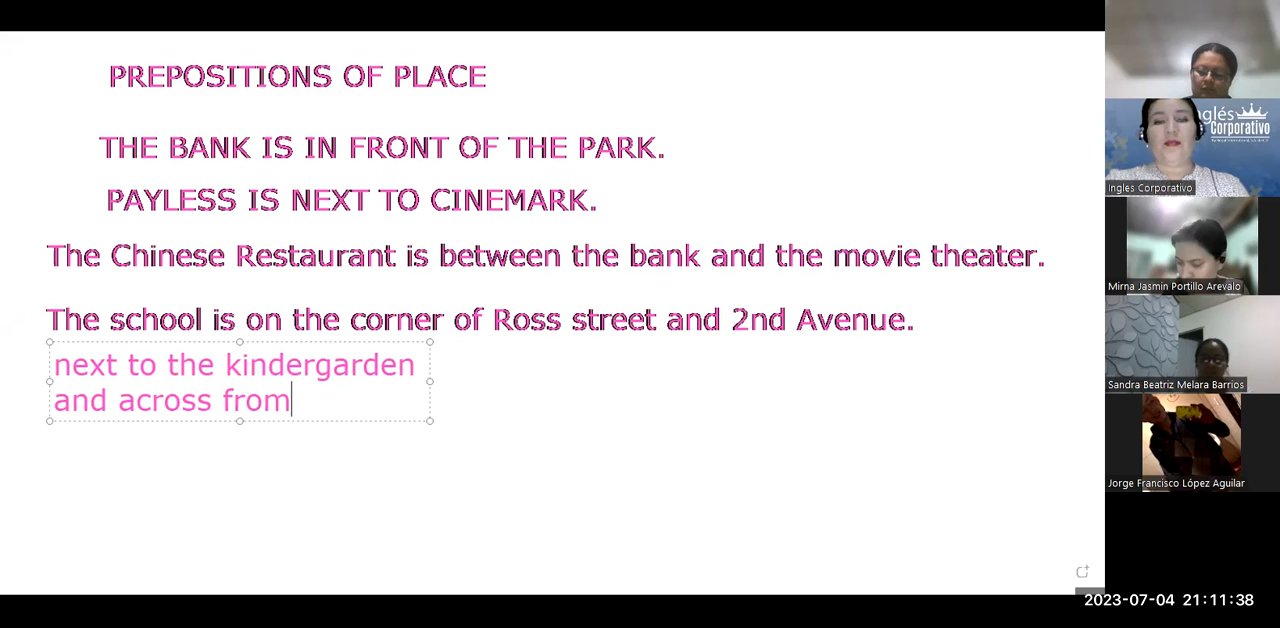 PREPOSITIONS OF PLACE
THE BANK IS IN FRONT OF THE PARK.
PAYLESS IS NEXT TO CINEMARK.
The Chinese Restaurant is between the bank and the movie theater.
The school is on the corner of Ross street and 2nd Avenue.
next to the kindergarden
and across from
Inglés
Corporativo
Ingles Corporativo
Mirna Jasmin Portillo Arevalo
Sandra Beatriz Melara Barrios
Jorge Francisco López Aguilar
2023-07-04 21:11:38